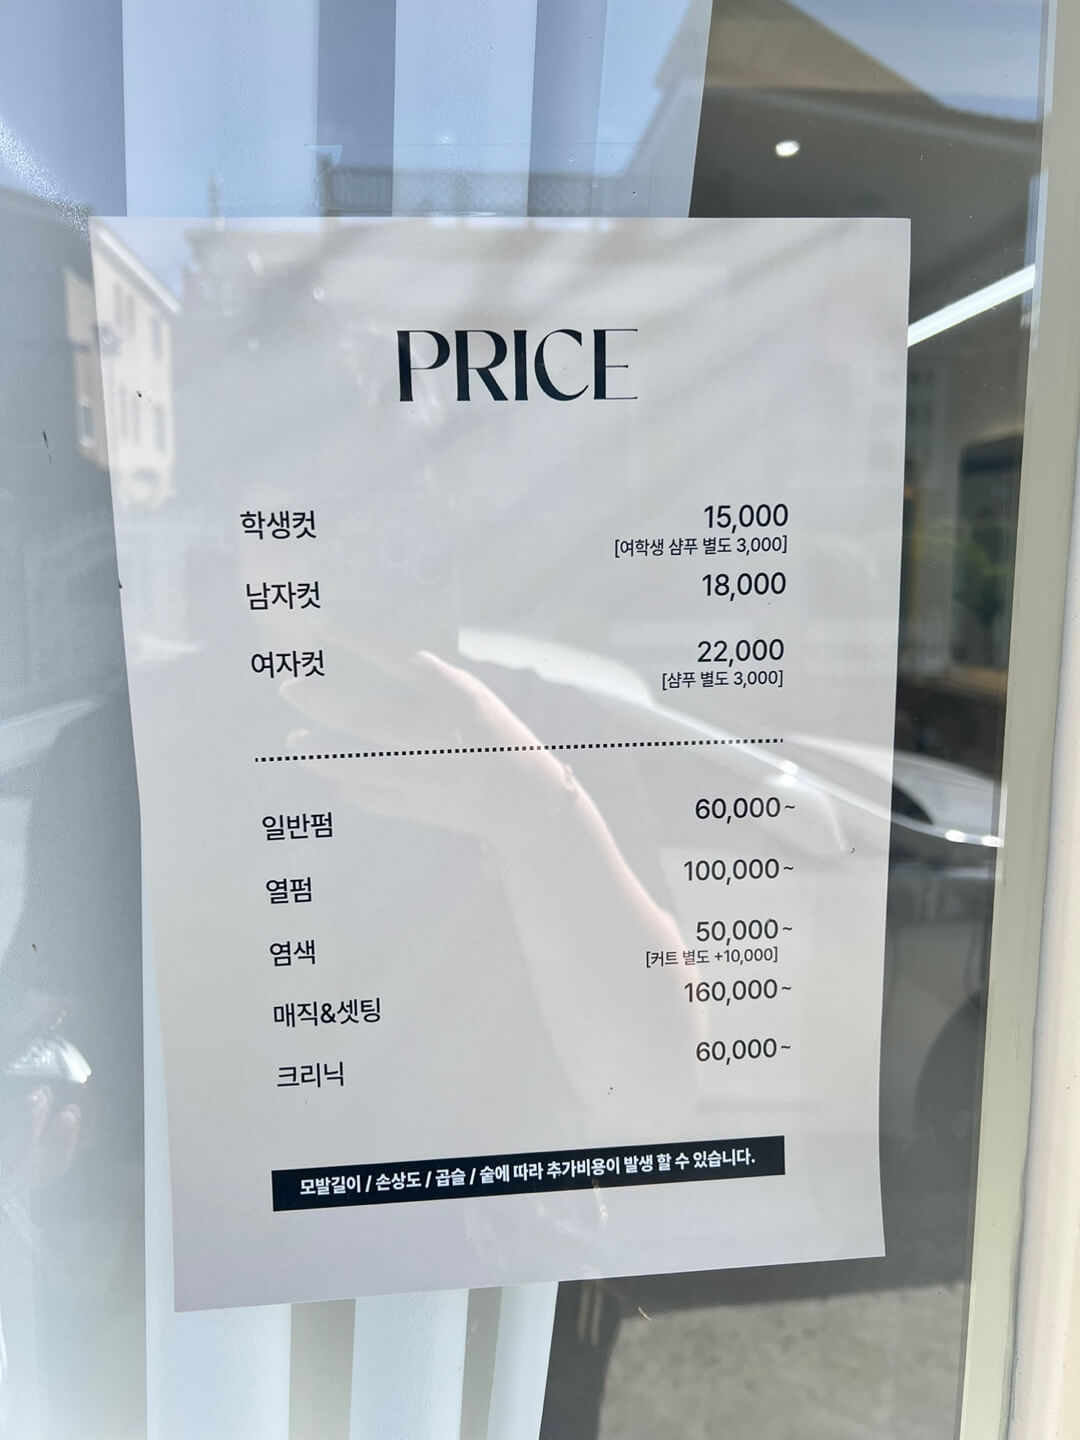 PRICE
학생컷 15,000
[여학생 샴푸 별도 3,000]
남자컷 18,000
여자컷 22,000
[샴푸 별도 3,000]
일반펌 60,000~
열펌 100,000~
염색 50,000~
[커트 별도 +10,000]
매직&셋팅 160,000~
크리닉 60,000~
모발길이 / 손상도 / 곱슬 / 숱에 따라 추가비용이 발생 할 수 있습니다.